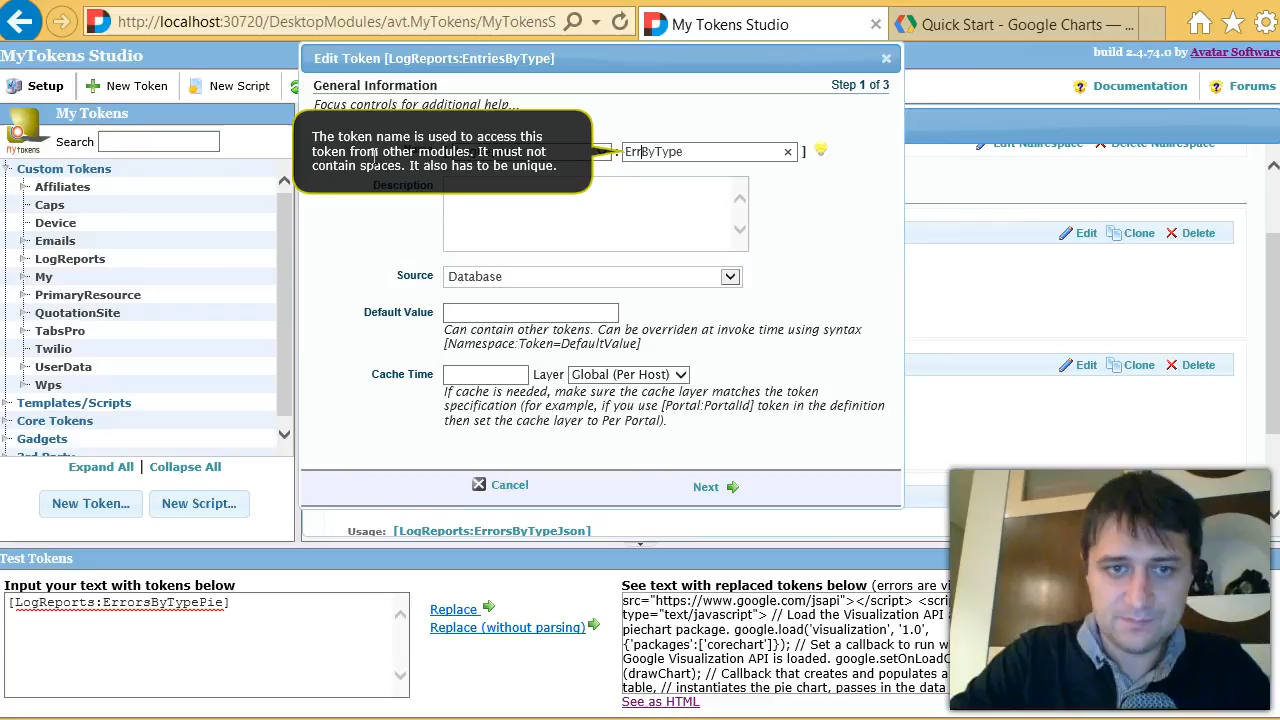 http://localhost:30720/DesktopModules/avt.MyTokens/MyTokensS
My Tokens Studio
Quick Start - Google Charts — ...
MyTokens Studio
build 2.4.74.0 by Avatar Software
Setup
New Token
New Script
Documentation
Forums
My Tokens
Search
Custom Tokens
Affiliates
Caps
Device
Emails
LogReports
My
PrimaryResource
QuotationSite
TabsPro
Twilio
UserData
Wps
Templates/Scripts
Core Tokens
Gadgets
3rd Party
Expand All | Collapse All
New Token...
New Script...
Edit Token [LogReports:EntriesByType]
General Information
Step 1 of 3
Focus controls for additional help...
The token name is used to access this
token from other modules. It must not
contain spaces. It also has to be unique.
: ErrByType ]
Description
Source
Database
Default Value
Can contain other tokens. Can be overriden at invoke time using syntax
[Namespace:Token=DefaultValue]
Cache Time
Layer Global (Per Host)
If cache is needed, make sure the cache layer matches the token
specification (for example, if you use [Portal:PortalId] token in the definition
then set the cache layer to Per Portal).
Cancel
Next
Edit Namespace
Delete Namespace
Edit Clone Delete
Edit Clone Delete
Usage: [LogReports:ErrorsByTypeJson]
Test Tokens
Input your text with tokens below
[LogReports:ErrorsByTypePie]
Replace
Replace (without parsing)
See text with replaced tokens below (errors are vi
src="https://www.google.com/jsapi"></script> <scrip
type="text/javascript"> // Load the Visualization API a
piechart package. google.load('visualization', '1.0',
{'packages':['corechart']}); // Set a callback to run w
Google Visualization API is loaded. google.setOnLoadC
(drawChart); // Callback that creates and populates a
table, // instantiates the pie chart, passes in the data
See as HTML